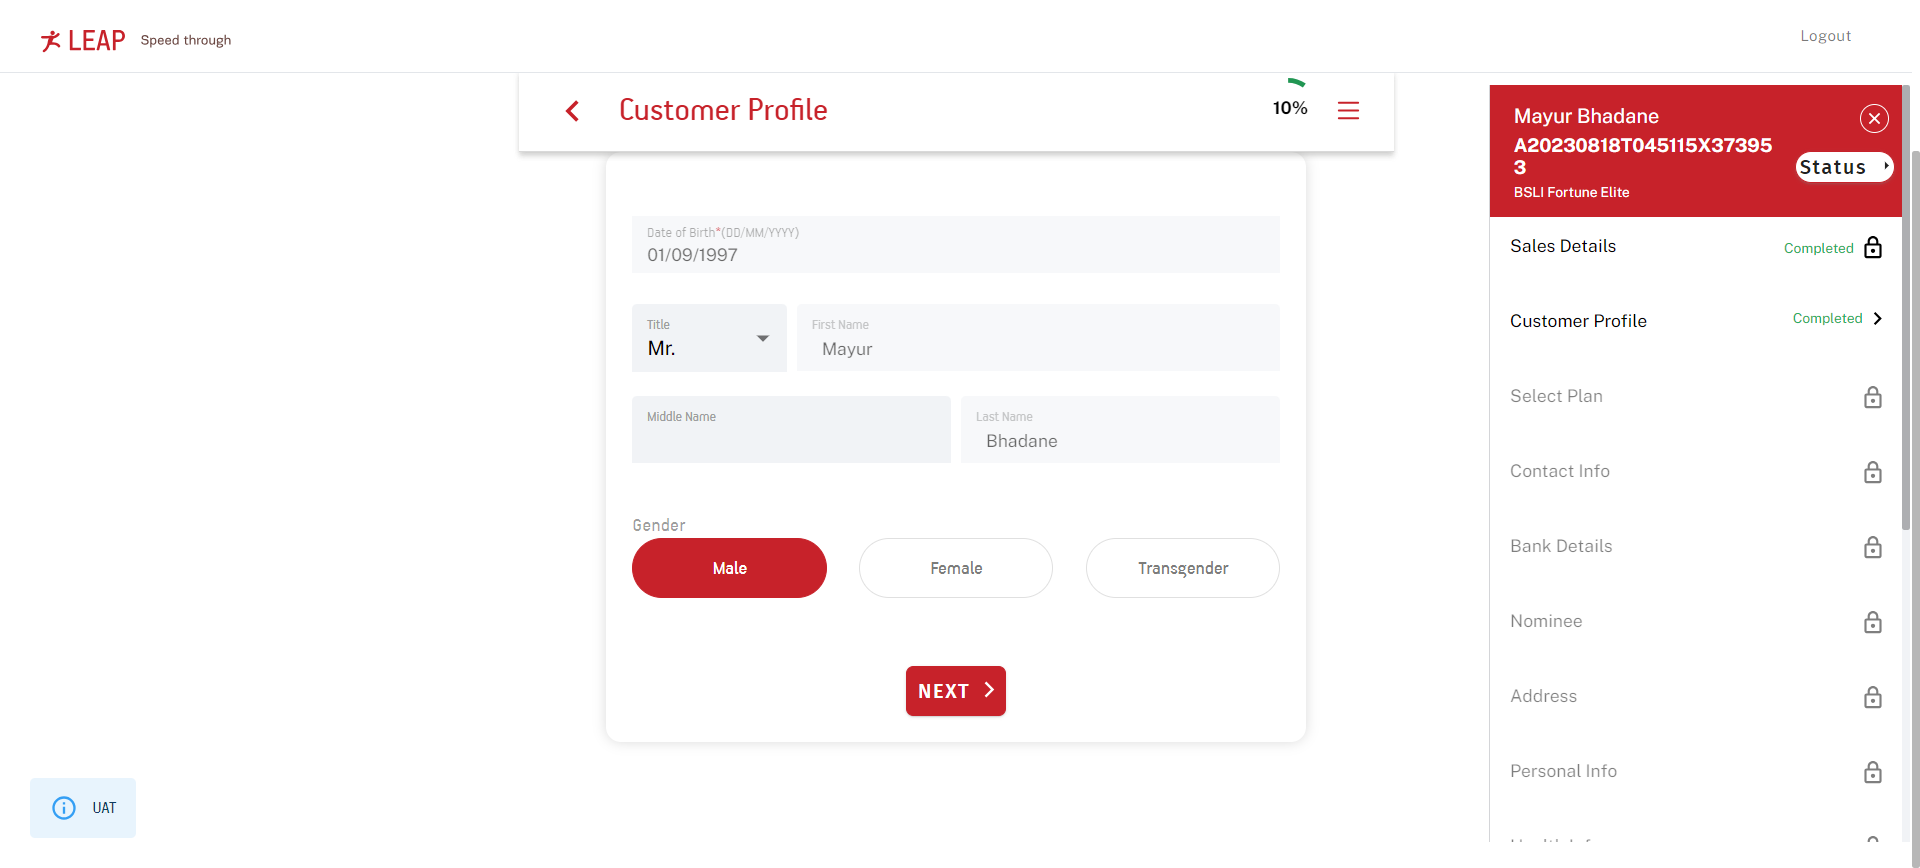 LEAP Speed through
Logout
Customer Profile
10%
Date of Birth*(DD/MM/YYYY)
01/09/1997
Title
Mr.
First Name
Mayur
Middle Name
Last Name
Bhadane
Gender
Male
Female
Transgender
NEXT
UAT
Mayur Bhadane
A20230818T045115X37395
3
Status
BSLI Fortune Elite
Sales Details Completed
Customer Profile Completed
Select Plan
Contact Info
Bank Details
Nominee
Address
Personal Info